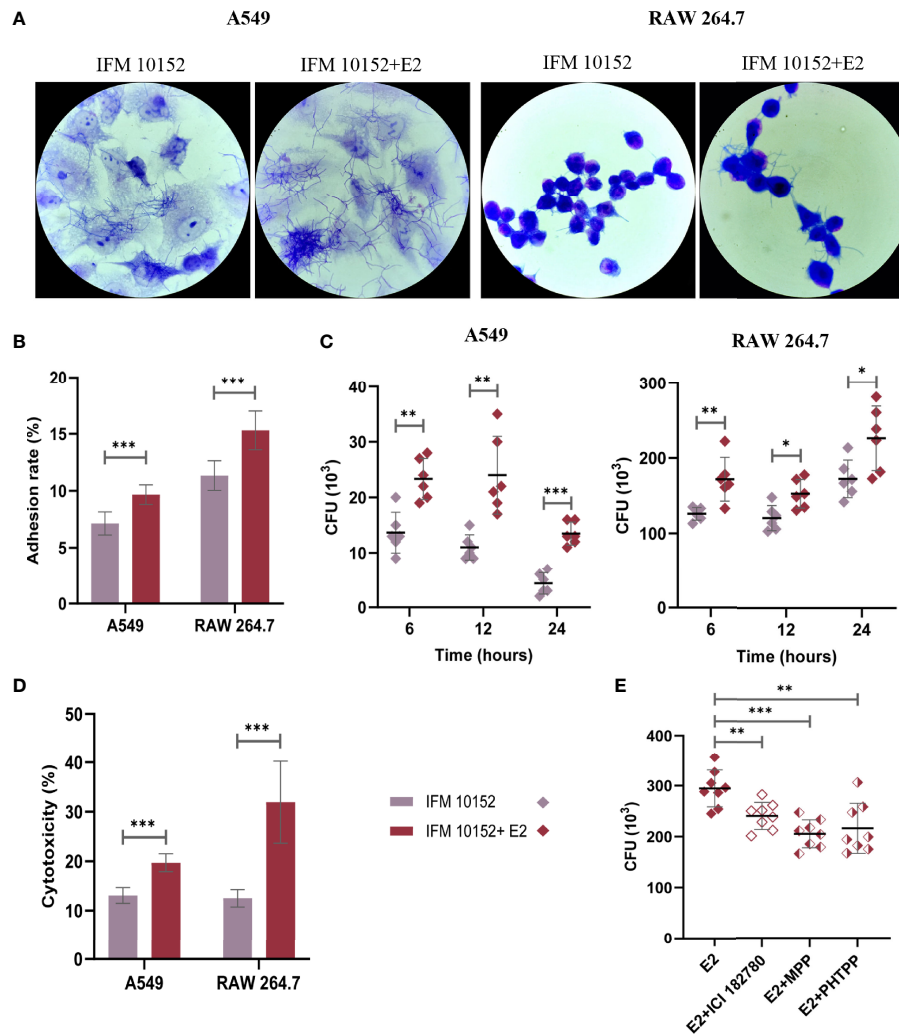 A
A549
RAW 264.7
IFM 10152
IFM 10152+E2
IFM 10152
IFM 10152+E2
B
Adhesion rate (%)
20
15
10
5
0
***
***
A549
RAW 264.7
C
A549
CFU (10³)
40
30
20
10
0
**
**
***
6
12
24
Time (hours)
RAW 264.7
CFU (10³)
300
200
100
0
**
*
*
6
12
24
Time (hours)
D
Cytotoxicity (%)
50
40
30
20
10
0
***
***
A549
RAW 264.7
IFM 10152
IFM 10152+ E2
E
CFU (10³)
400
300
200
100
0
**
***
**
E2
E2+ICI 182780
E2+MPP
E2+PHTPP